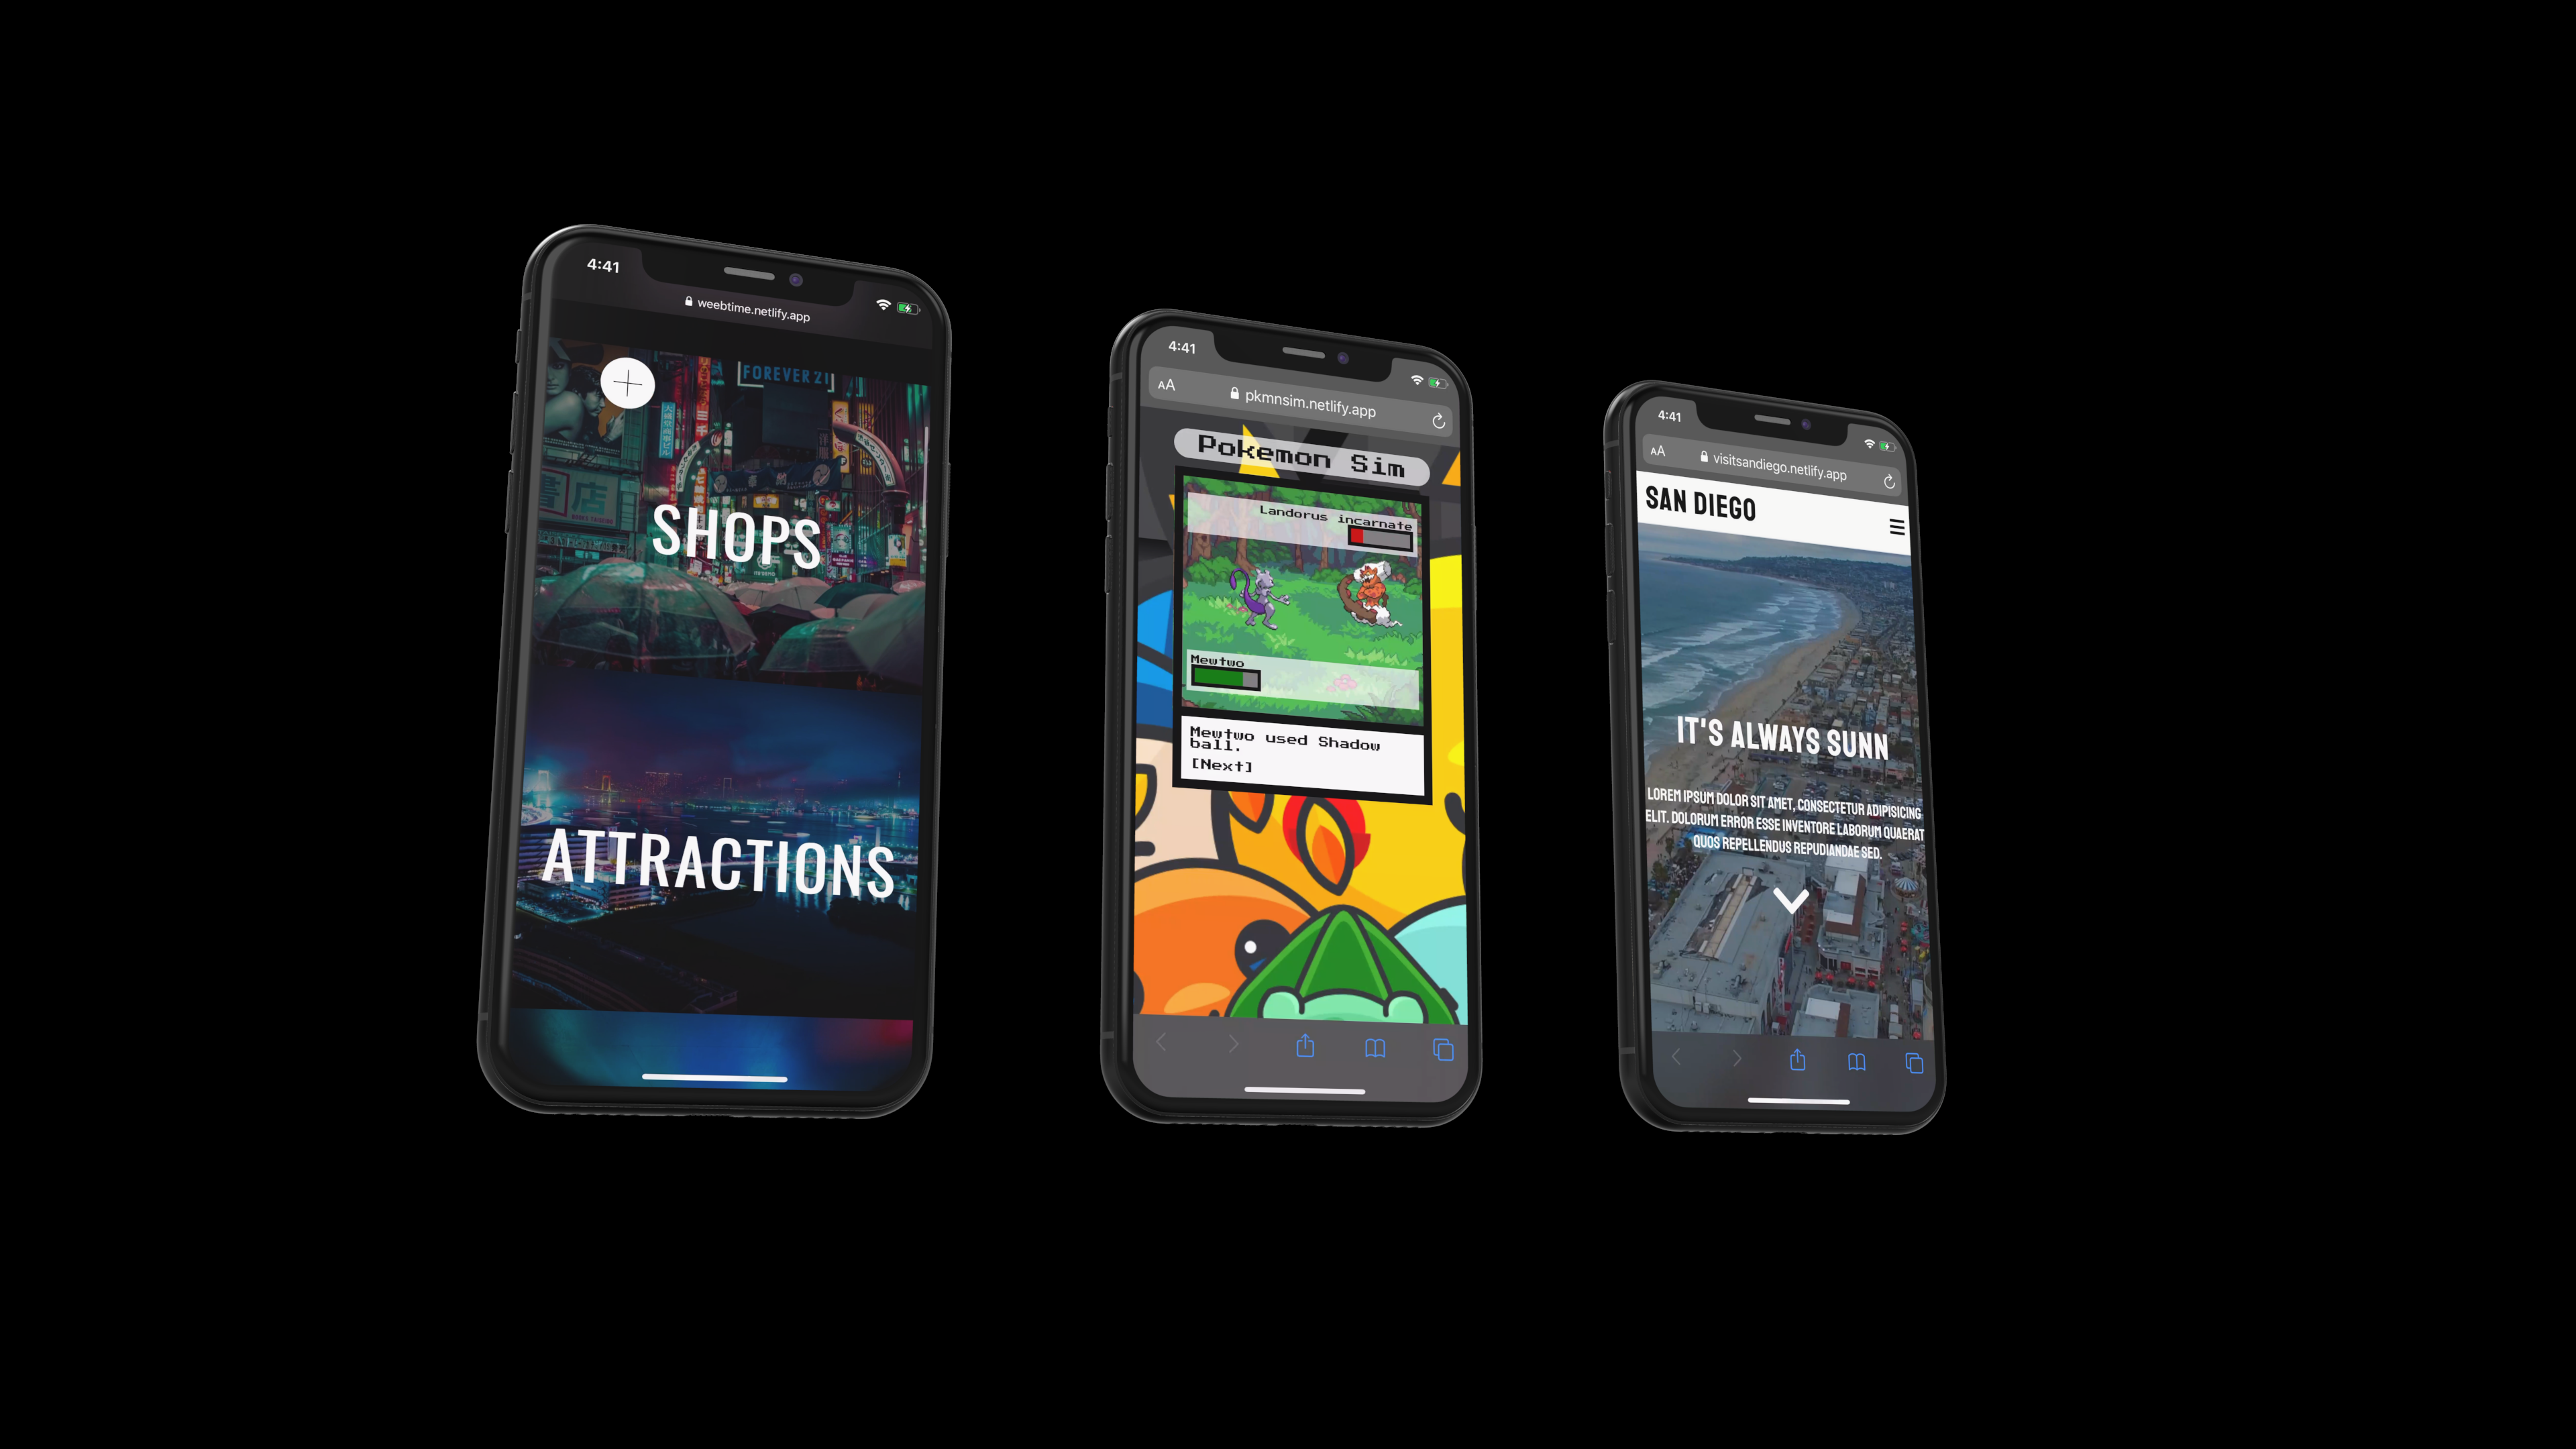 4:41
weebtime.netlify.app
FOREVER 21
SHOPS
ATTRACTIONS
4:41
AA
pkmnsim.netlify.app
Pokemon Sim
Landorus incarnate
Mewtwo
Mewtwo used Shadow
ball.
[Next]
4:41
AA
visitsandiego.netlify.app
SAN DIEGO
IT'S ALWAYS SUNN
LOREM IPSUM DOLOR SIT AMET, CONSECTETUR ADIPISICING
ELIT. DOLORUM ERROR ESSE INVENTORE LABORUM QUAERAT
QUOS REPELLENDUS REPUDIANDAE SED.